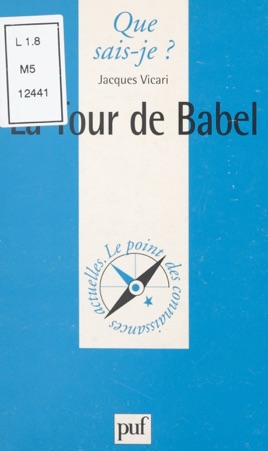 L 1.8
M5
12441
Que
sais-je ?
Jacques Vicari
La Tour de Babel
Le point des connaissances actuelles.
puf